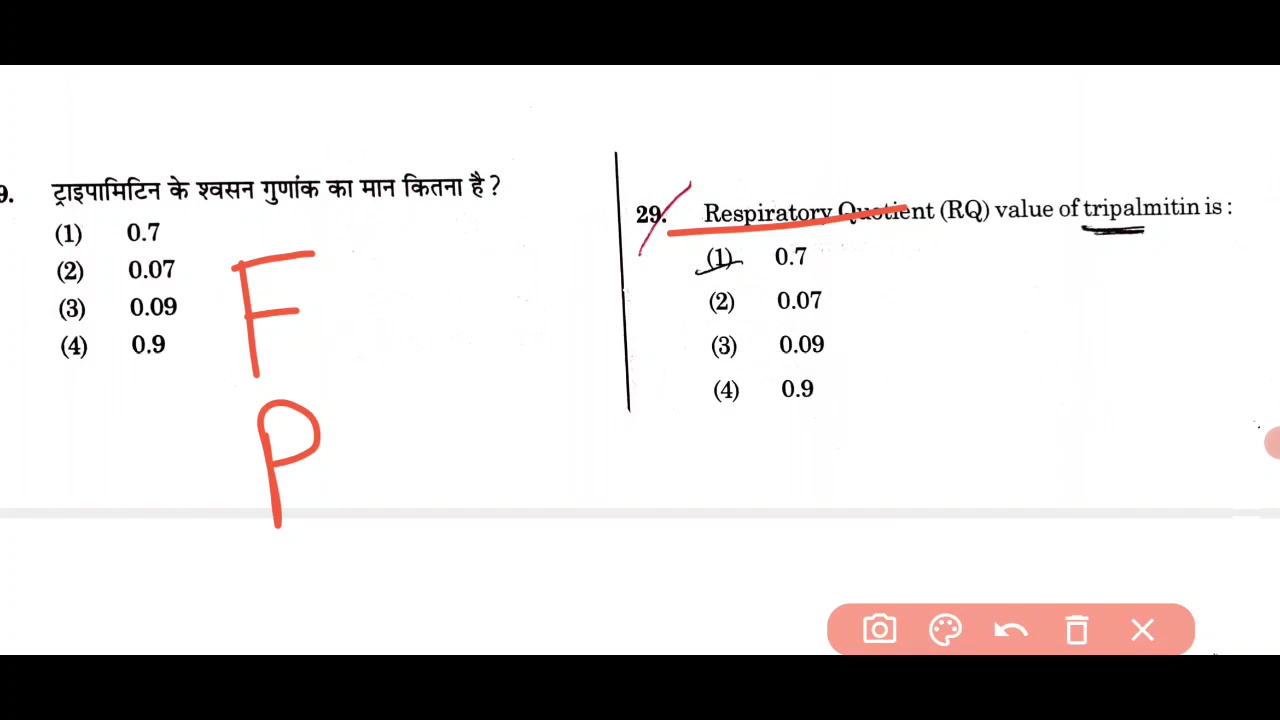 9. ट्राइपामिटिन के श्वसन गुणांक का मान कितना है ?
(1) 0.7
(2) 0.07
(3) 0.09
(4) 0.9
F
P
29. Respiratory Quotient (RQ) value of tripalmitin is :
(1) 0.7
(2) 0.07
(3) 0.09
(4) 0.9